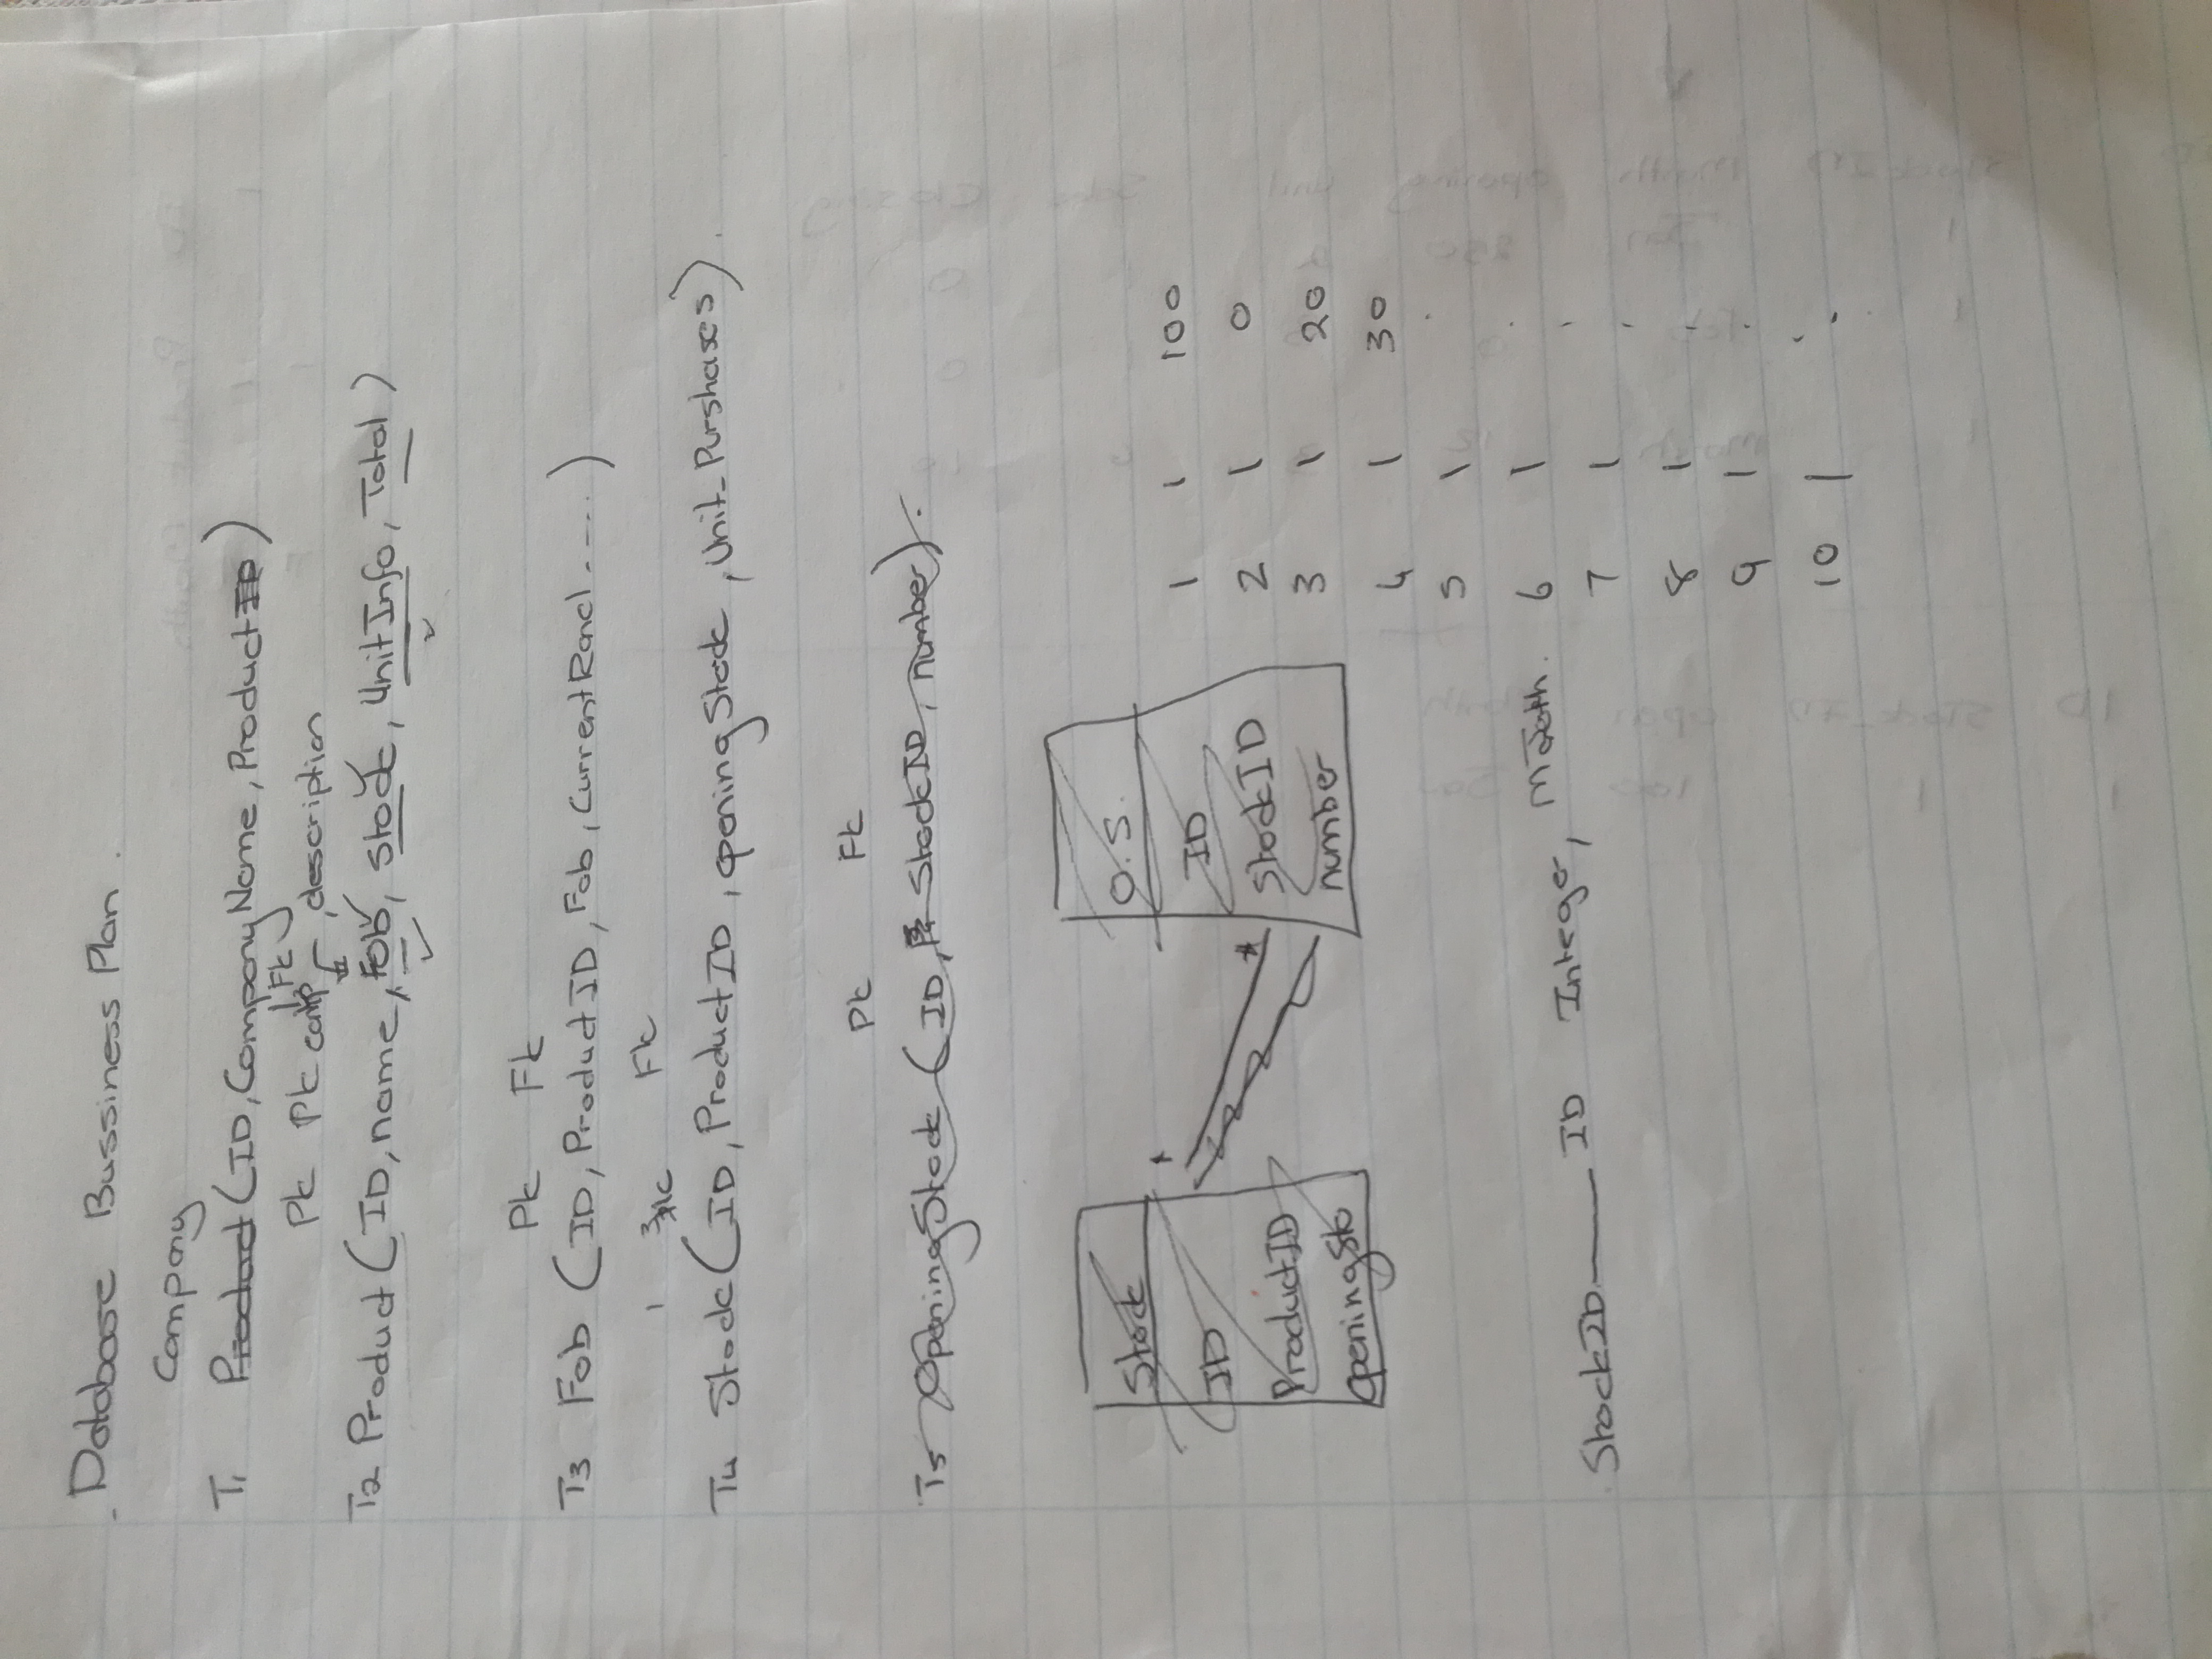 Database Bussiness Plan.
Company
T1 Product (ID, CompanyName, ProductID)
Pk Pk comp Fk, description
T2 Product (ID, name, Fob, stock, UnitInfo, Total)
Pk Fk
T3 Fob (ID, ProductID, Fob, CurrentRand.....)
Fk
T4 Stock (ID, ProductID, openingStock, Unit_Purshases).
Pk Fk
T5 OpeningStock (ID, StockID, number).
Stock
ID
ProductID
OpeningSto
* *
O.S.
ID
StockID
number
1 1 100
2 1 0
3 1 20
4 1 30
5 1 .
6 1 .
7 1 .
8 1 .
9 1 .
10 1 .
StockID ID Integer,